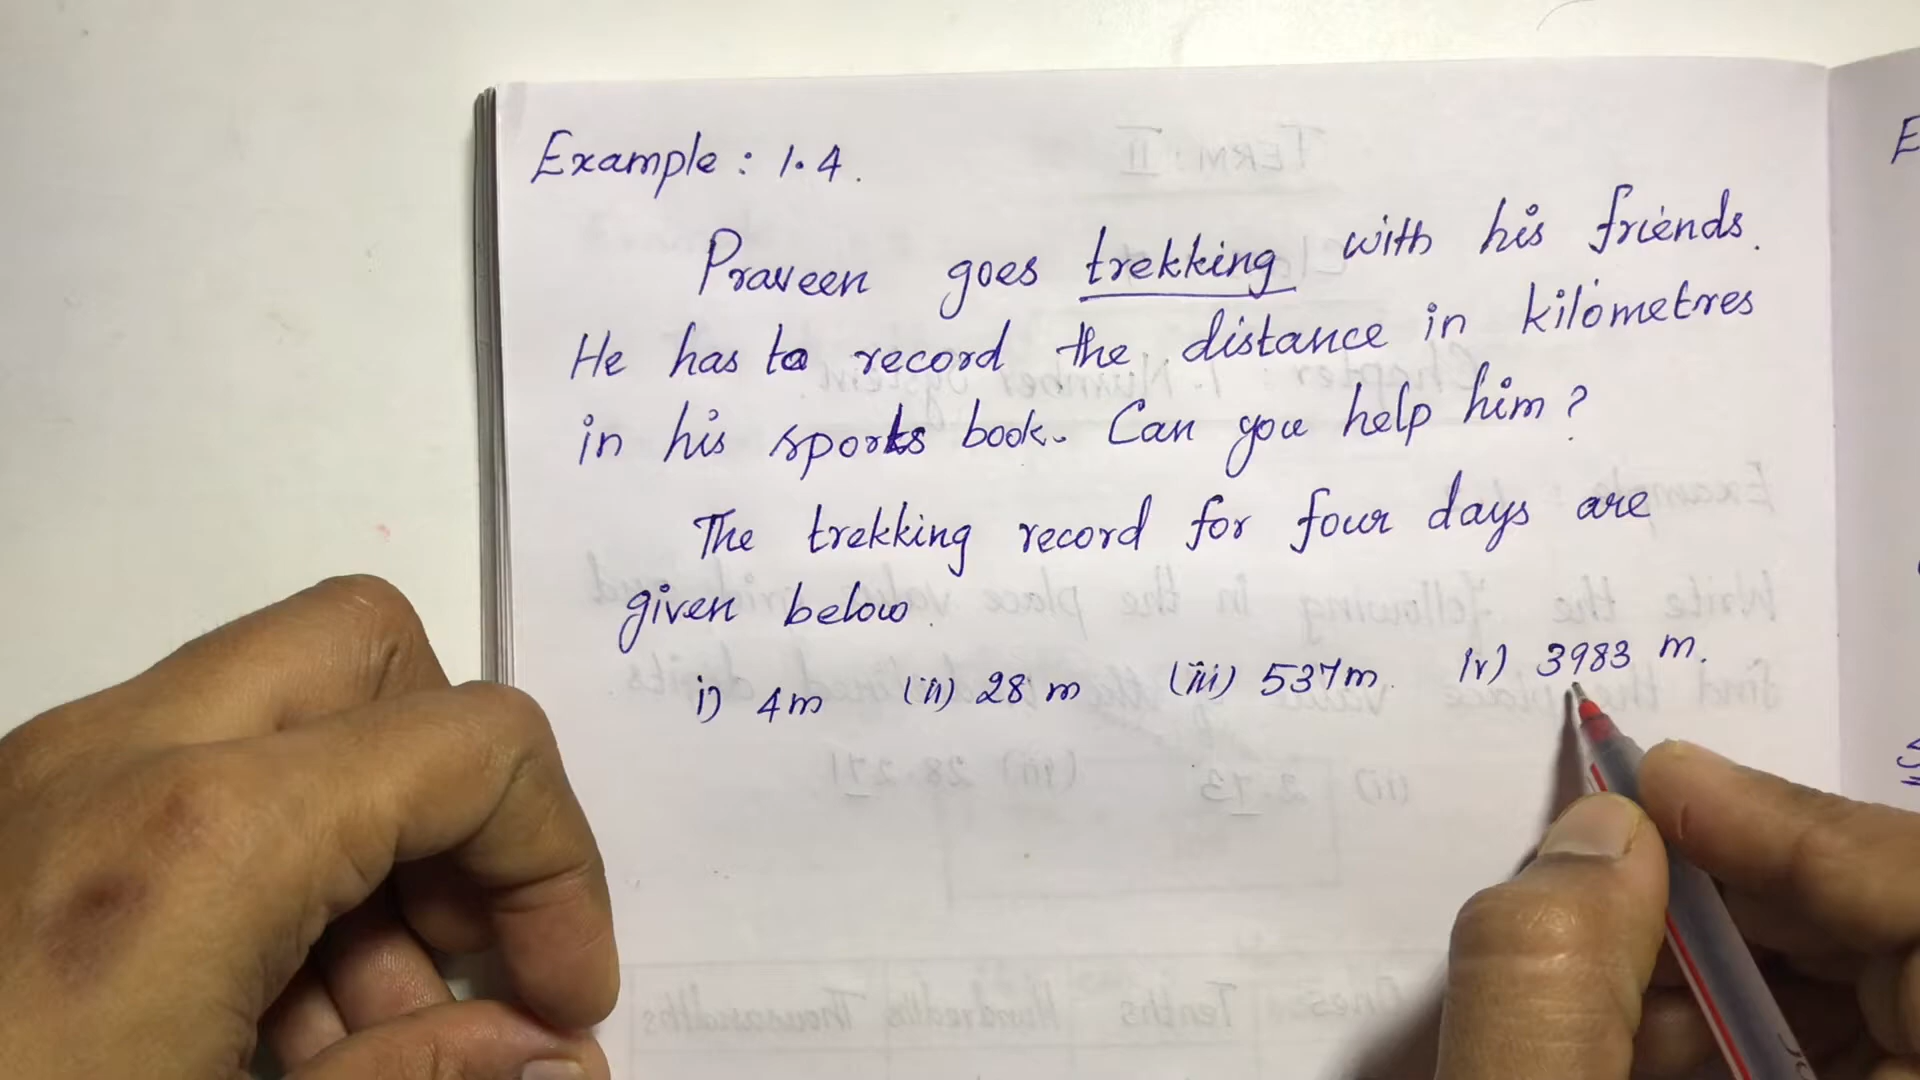 Example : 1.4.
Praveen goes trekking with his friends.
He has to record the distance in kilometres
in his sports book. Can you help him?
The trekking record for four days are
given below.
i) 4m (ii) 28 m (iii) 537m. iv) 3983 m.